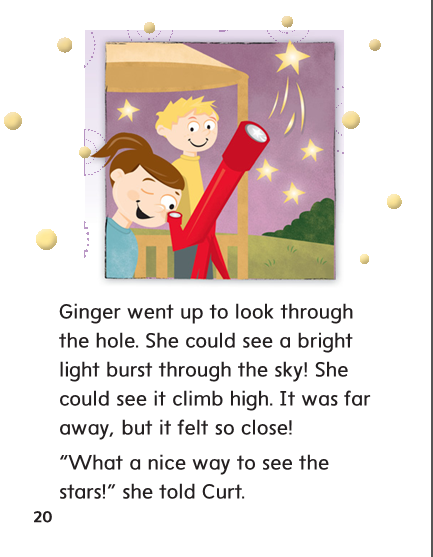 Ginger went up to look through
the hole. She could see a bright
light burst through the sky! She
could see it climb high. It was far
away, but it felt so close!
“What a nice way to see the
stars!” she told Curt.
20